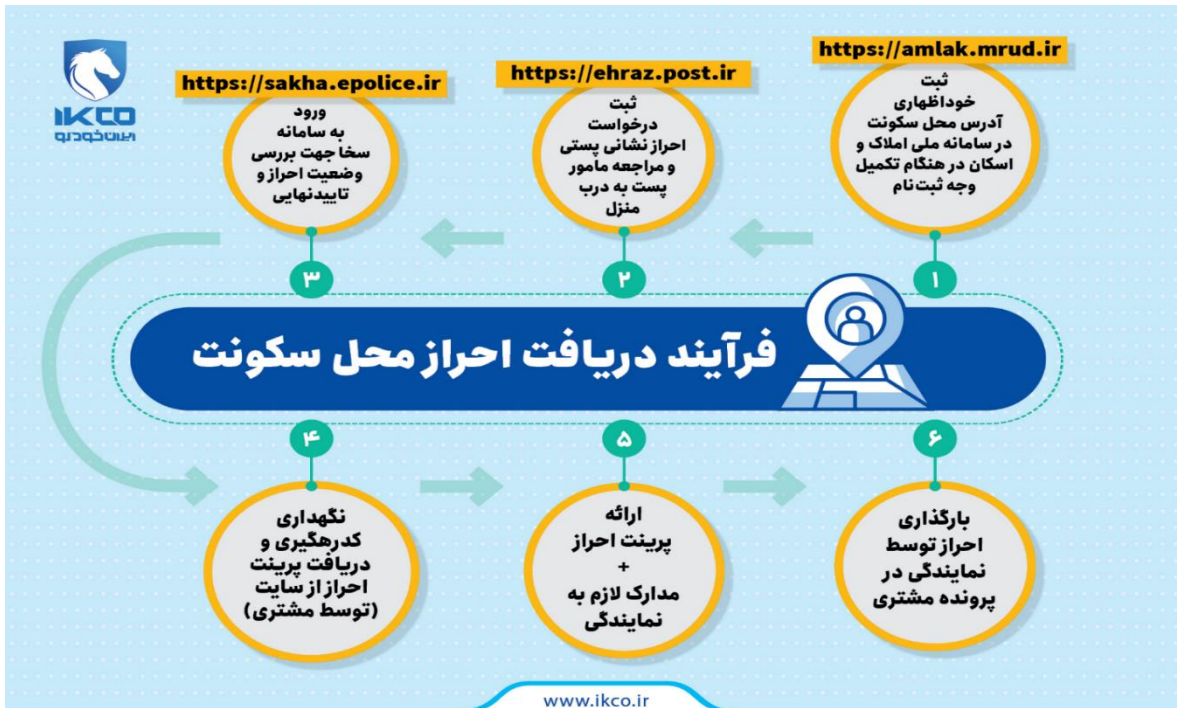 IKCO
ایران‌خودرو
https://amlak.mrud.ir
ثبت
خوداظهاری
آدرس محل سکونت
در سامانه ملی املاک و
اسکان در هنگام تکمیل
وجه ثبت‌نام
۱
https://ehraz.post.ir
ثبت
درخواست
احراز نشانی پستی
و مراجعه مامور
پست به درب
منزل
۲
https://sakha.epolice.ir
ورود
به سامانه
سخا جهت بررسی
وضعیت احراز و
تاییدنهایی
۳
فرآیند دریافت احراز محل سکونت
۴
نگهداری
کدرهگیری و
دریافت پرینت
احراز از سایت
(توسط مشتری)
۵
ارائه
پرینت احراز
+
مدارک لازم به
نمایندگی
۶
بارگذاری
احراز توسط
نمایندگی در
پرونده مشتری
www.ikco.ir